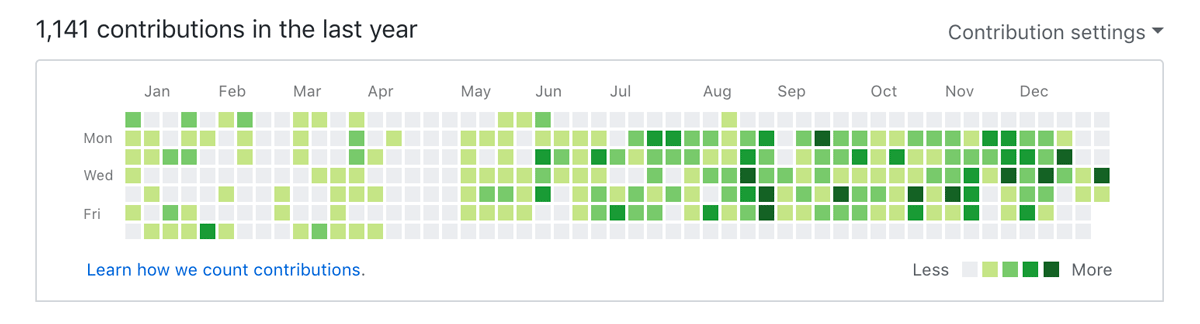 1,141 contributions in the last year
Contribution settings
Jan Feb Mar Apr May Jun Jul Aug Sep Oct Nov Dec
Mon
Wed
Fri
Learn how we count contributions.
Less More